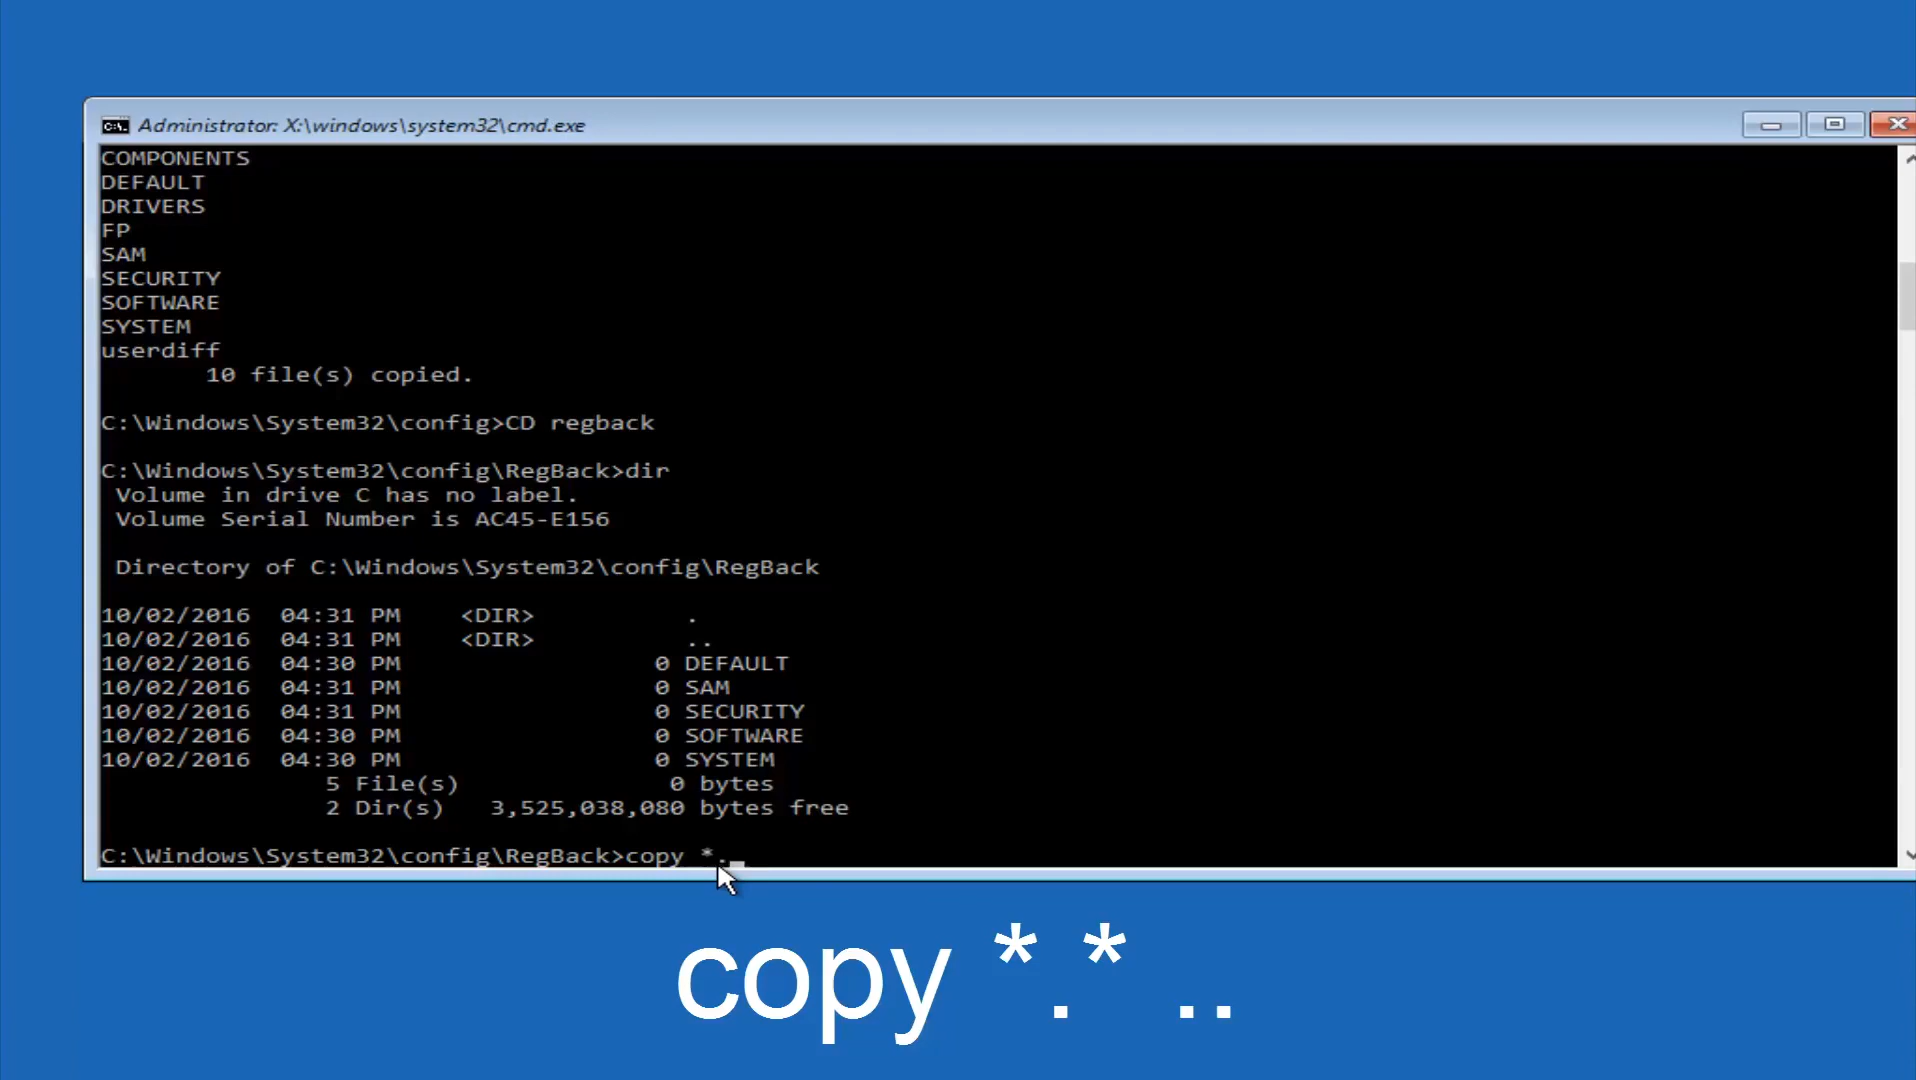 Administrator: X:\windows\system32\cmd.exe
COMPONENTS
DEFAULT
DRIVERS
FP
SAM
SECURITY
SOFTWARE
SYSTEM
userdiff
10 file(s) copied.
C:\Windows\System32\config>CD regback
C:\Windows\System32\config\RegBack>dir
Volume in drive C has no label.
Volume Serial Number is AC45-E156
Directory of C:\Windows\System32\config\RegBack
10/02/2016 04:31 PM <DIR> .
10/02/2016 04:31 PM <DIR> ..
10/02/2016 04:30 PM 0 DEFAULT
10/02/2016 04:31 PM 0 SAM
10/02/2016 04:31 PM 0 SECURITY
10/02/2016 04:30 PM 0 SOFTWARE
10/02/2016 04:30 PM 0 SYSTEM
5 File(s) 0 bytes
2 Dir(s) 3,525,038,080 bytes free
C:\Windows\System32\config\RegBack>copy *.
copy *.* ..